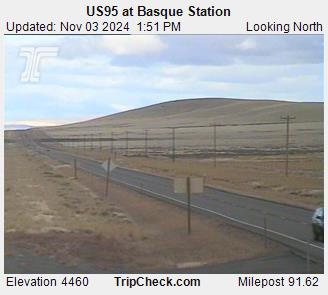 US95 at Basque Station
Updated: Nov 03 2024 1:51 PM Looking North
Elevation 4460 TripCheck.com Milepost 91.62